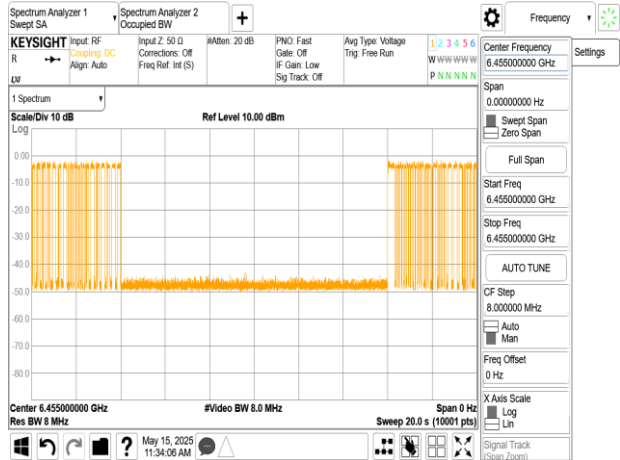 Spectrum Analyzer 1
Swept SA
Spectrum Analyzer 2
Occupied BW
+
Frequency
KEYSIGHT
R
LXI
Input: RF
Coupling: DC
Align: Auto
Input Z: 50 Ω
Corrections: Off
Freq Ref: Int (S)
#Atten: 20 dB
PNO: Fast
Gate: Off
IF Gain: Low
Sig Track: Off
Avg Type: Voltage
Trig: Free Run
1 2 3 4 5 6
W W W W W W
P N N N N N
1 Spectrum
Scale/Div 10 dB
Ref Level 10.00 dBm
Log
0.00
-10.0
-20.0
-30.0
-40.0
-50.0
-60.0
-70.0
-80.0
Center 6.455000000 GHz
#Video BW 8.0 MHz
Span 0 Hz
Res BW 8 MHz
Sweep 20.0 s (10001 pts)
?
May 15, 2025
11:34:06 AM
Center Frequency
6.455000000 GHz
Settings
Span
0.00000000 Hz
Swept Span
Zero Span
Full Span
Start Freq
6.455000000 GHz
Stop Freq
6.455000000 GHz
AUTO TUNE
CF Step
8.000000 MHz
Auto
Man
Freq Offset
0 Hz
X Axis Scale
Log
Lin
Signal Track
(Span Zoom)